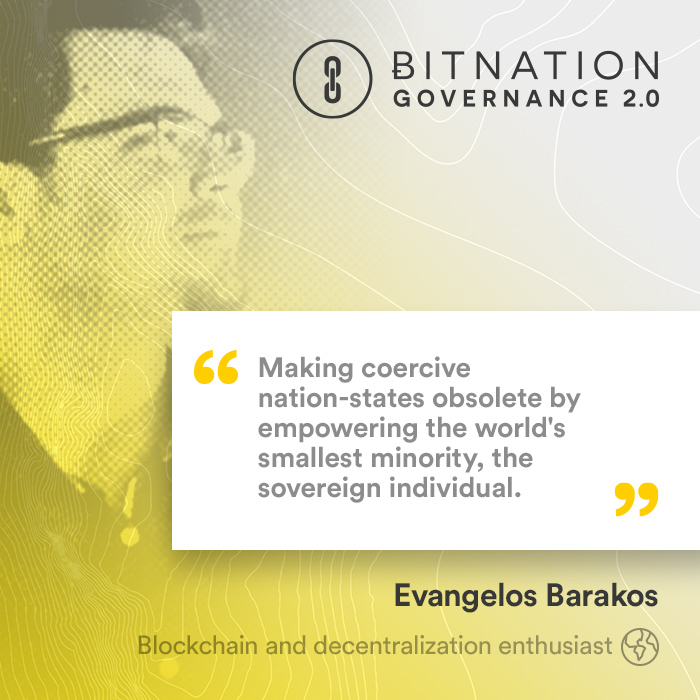 BITNATION
GOVERNANCE 2.0
“ Making coercive
nation-states obsolete by
empowering the world's
smallest minority, the
sovereign individual. ”
Evangelos Barakos
Blockchain and decentralization enthusiast